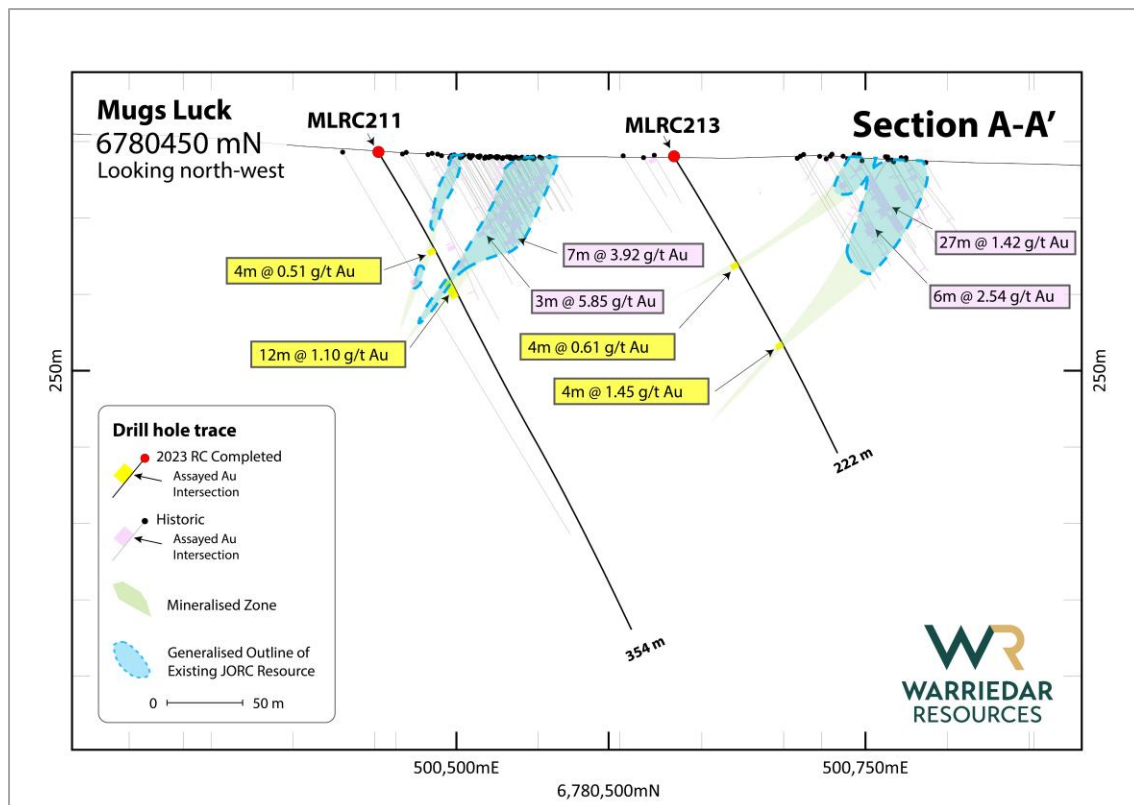 Mugs Luck
6780450 mN
Looking north-west
MLRC211
MLRC213
Section A-A’
4m @ 0.51 g/t Au
12m @ 1.10 g/t Au
7m @ 3.92 g/t Au
3m @ 5.85 g/t Au
4m @ 0.61 g/t Au
4m @ 1.45 g/t Au
27m @ 1.42 g/t Au
6m @ 2.54 g/t Au
250m
250m
222 m
354 m
Drill hole trace
2023 RC Completed
Assayed Au
Intersection
Historic
Assayed Au
Intersection
Mineralised Zone
Generalised Outline of
Existing JORC Resource
0 50 m
WR
WARRIEDAR
RESOURCES
500,500mE
500,750mE
6,780,500mN